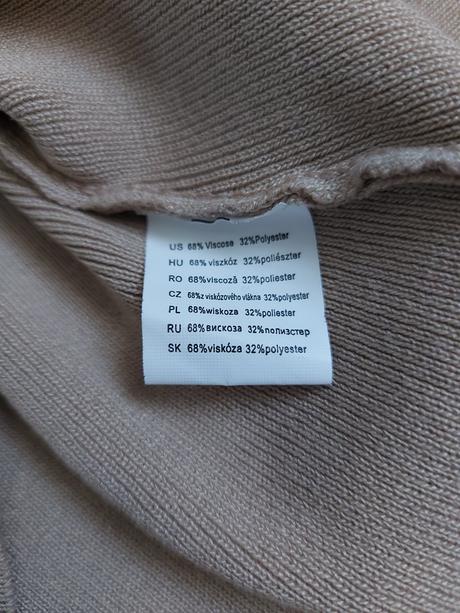 US 68% Viscose 32%Polyester
HU 68% viszkóz 32%poliészter
RO 68%viscoză 32%poliester
CZ 68%z viskózového vlákna 32%polyester
PL 68%wiskoza 32%poliester
RU 68%вискоза 32%полизстер
SK 68%viskóza 32%polyester